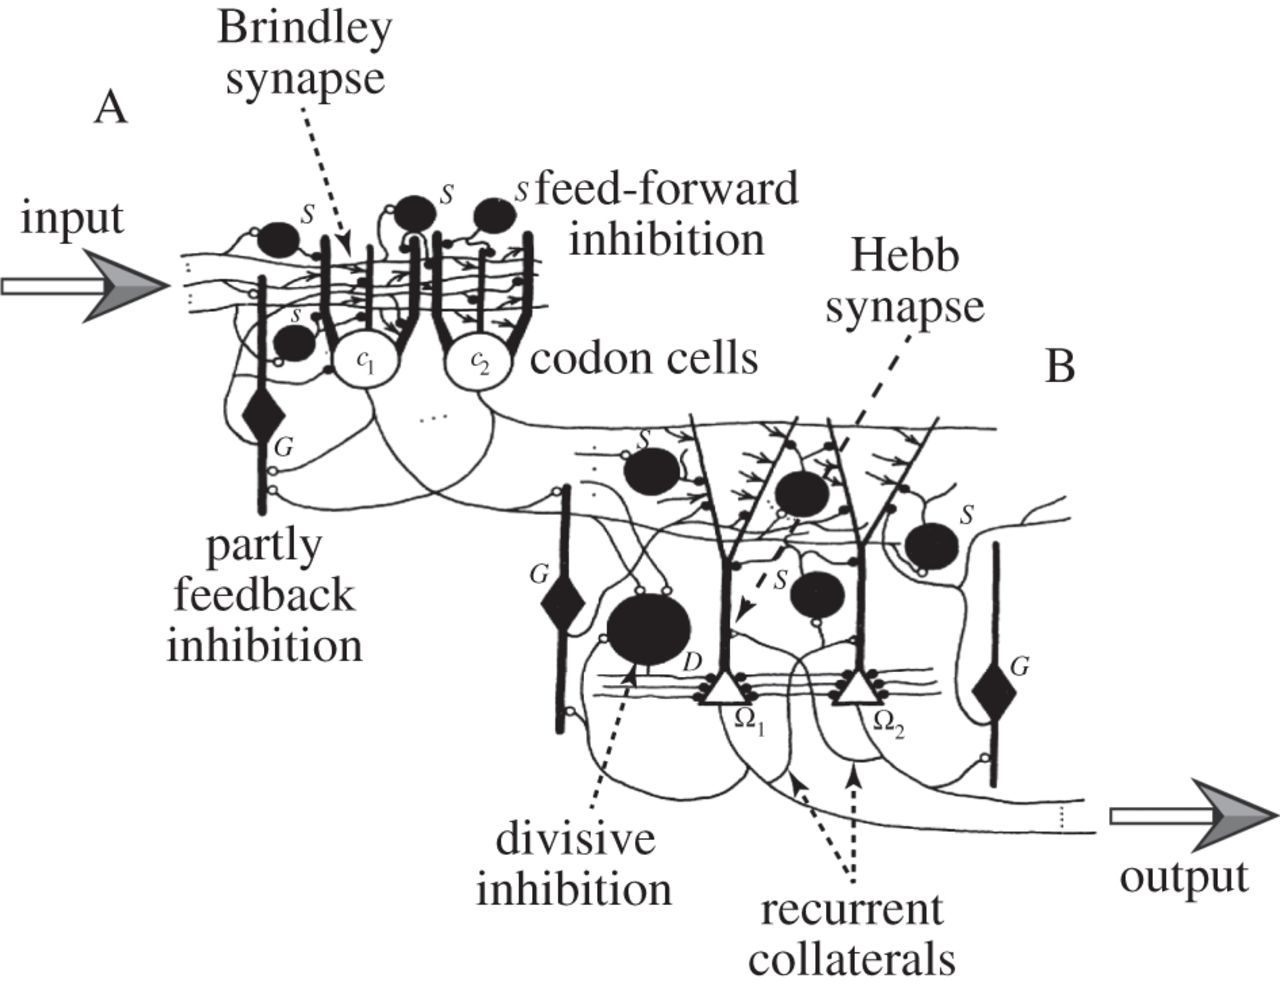 Brindley
synapse
A
input
S
S
S
feed-forward
inhibition
Hebb
synapse
s
c1
c2
codon cells
B
G
S
S
partly
feedback
inhibition
G
S
D
G
Ω1
Ω2
divisive
inhibition
recurrent
collaterals
output